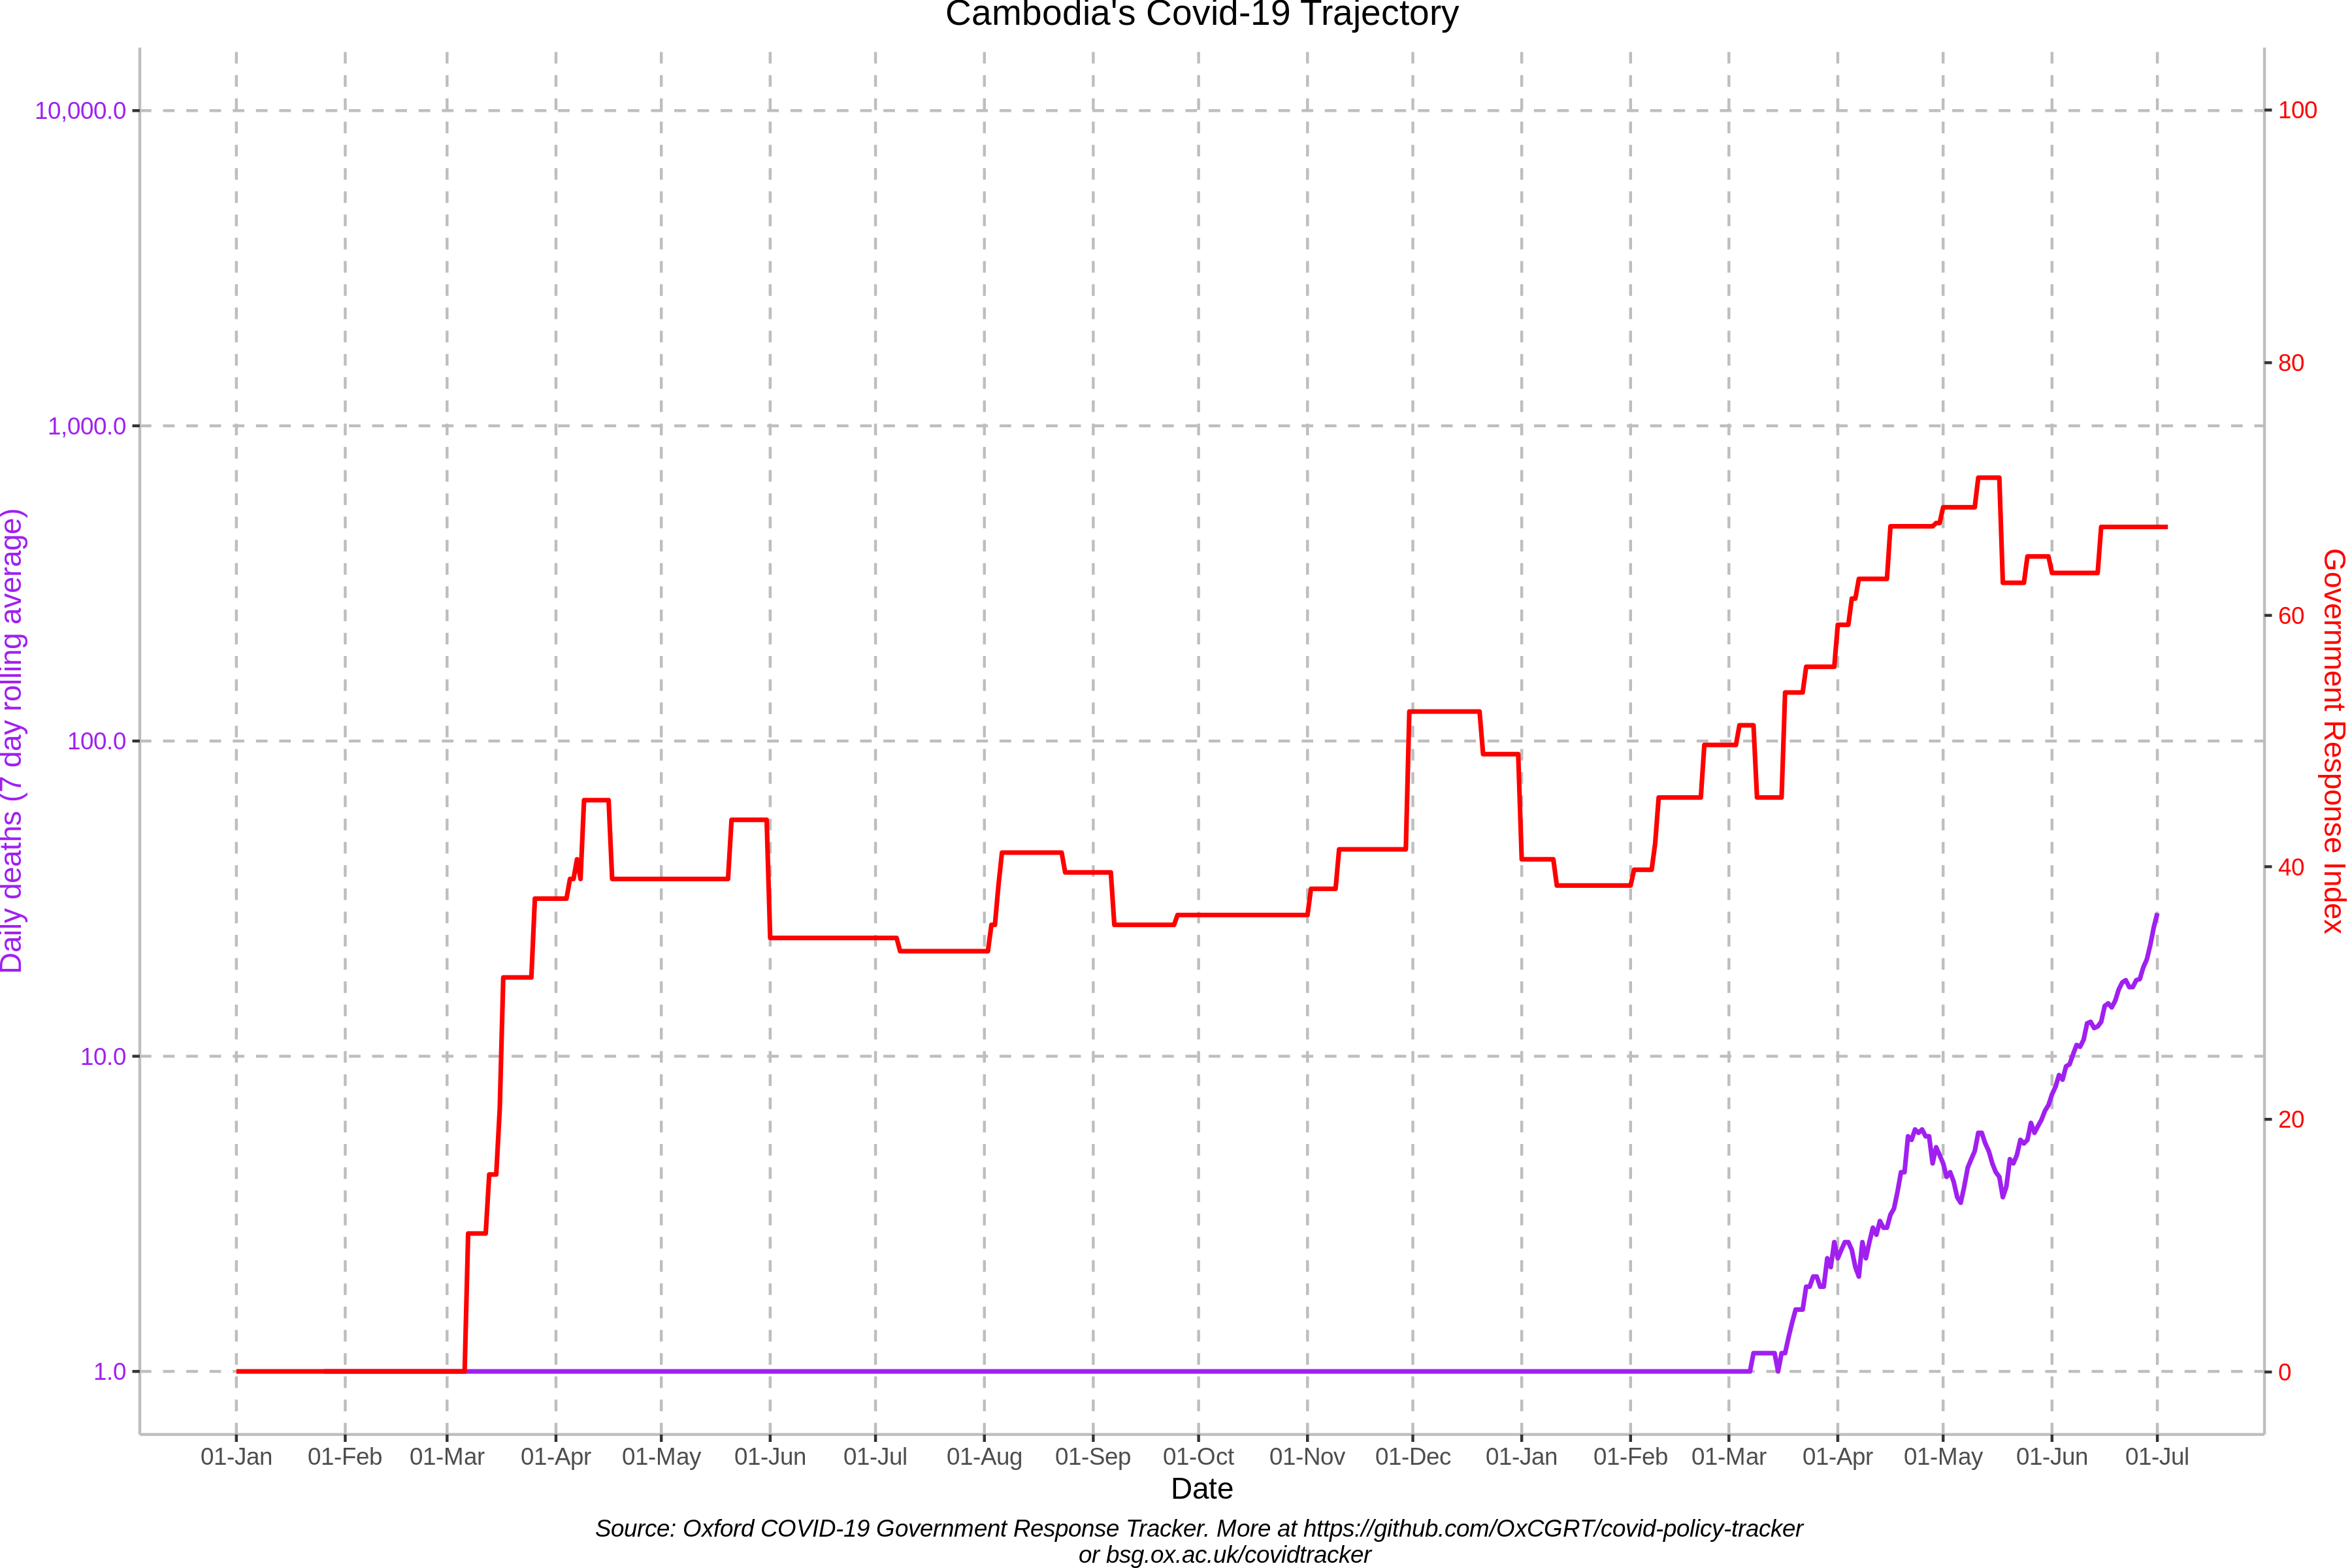 Cambodia's Covid-19 Trajectory
10,000.0
1,000.0
100.0
10.0
1.0
Daily deaths (7 day rolling average)
100
80
60
40
20
0
Government Response Index
01-Jan 01-Feb 01-Mar 01-Apr 01-May 01-Jun 01-Jul 01-Aug 01-Sep 01-Oct 01-Nov 01-Dec 01-Jan 01-Feb 01-Mar 01-Apr 01-May 01-Jun 01-Jul
Date
Source: Oxford COVID-19 Government Response Tracker. More at https://github.com/OxCGRT/covid-policy-tracker
or bsg.ox.ac.uk/covidtracker